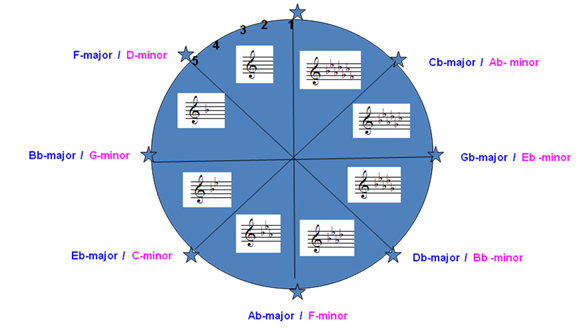 1
2
3
4
5
F-major / D-minor
Cb-major / Ab- minor
Bb-major / G-minor
Gb-major / Eb -minor
Eb-major / C-minor
Db-major / Bb -minor
Ab-major / F-minor